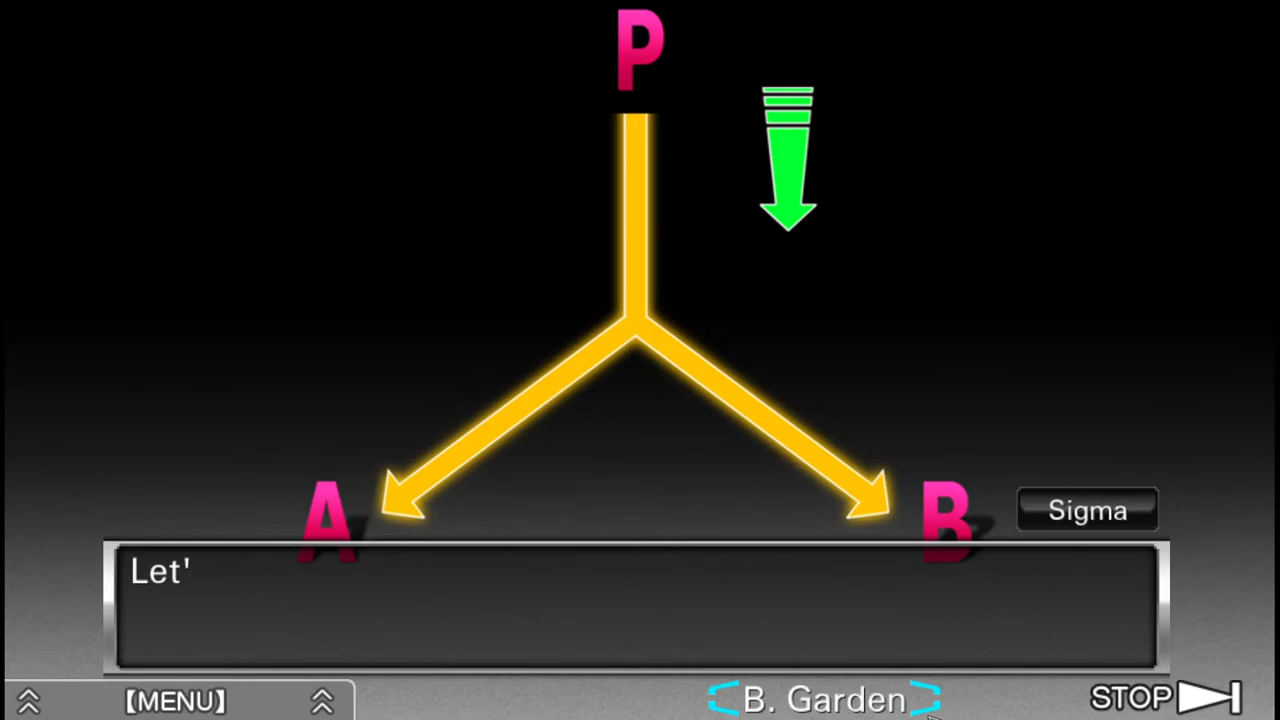 P
A
B
Sigma
Let'
【MENU】
B. Garden
STOP